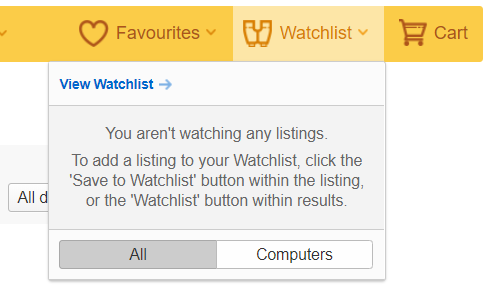 Favourites Watchlist Cart
View Watchlist
You aren't watching any listings.
To add a listing to your Watchlist, click the
'Save to Watchlist' button within the listing,
or the 'Watchlist' button within results.
All d
All Computers